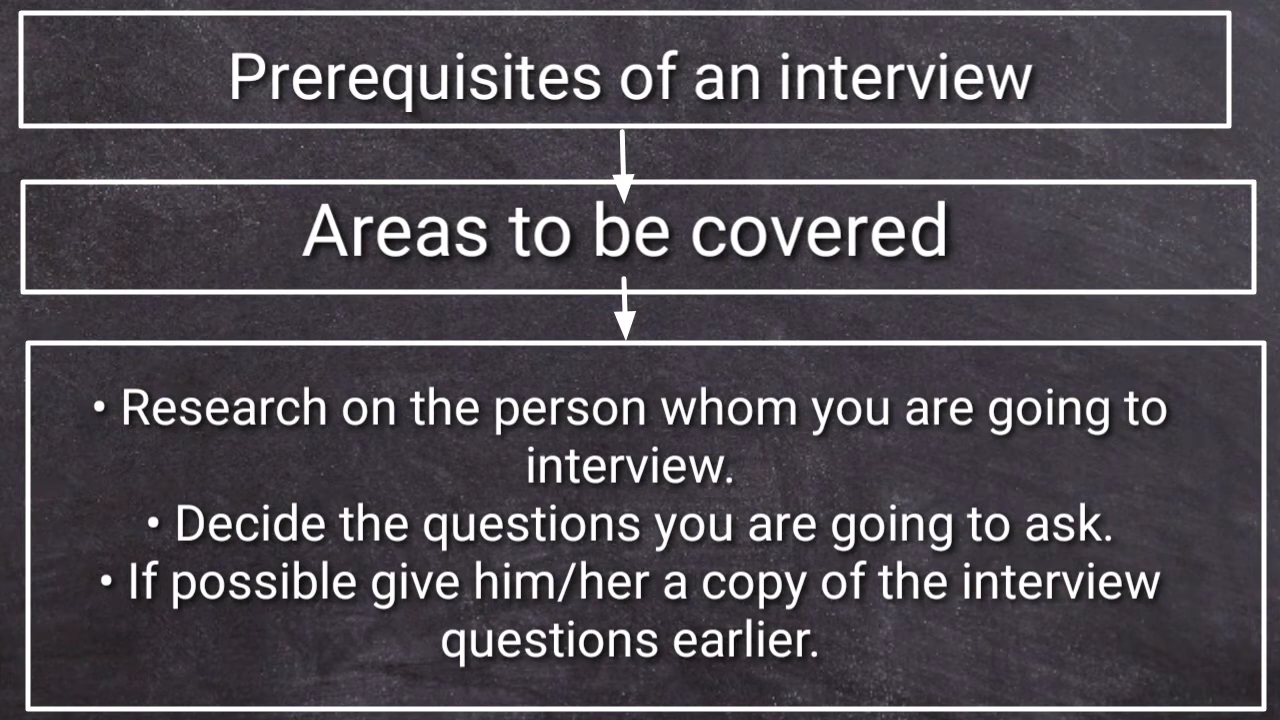 Prerequisites of an interview
Areas to be covered
• Research on the person whom you are going to
interview.
• Decide the questions you are going to ask.
• If possible give him/her a copy of the interview
questions earlier.